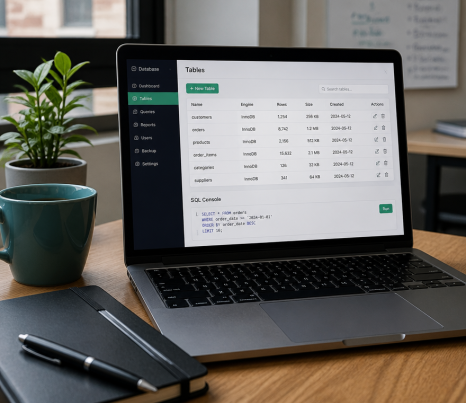 Database
Dashboard
Tables
Queries
Reports
Users
Backup
Settings
Tables
+ New Table
Search tables...
Name Engine Rows Size Created Actions
customers InnoDB 1,254 256 KB 2024-05-12
orders InnoDB 8,742 1.2 MB 2024-05-12
products InnoDB 2,156 512 KB 2024-05-12
order_items InnoDB 15,632 2.1 MB 2024-05-12
categories InnoDB 126 32 KB 2024-05-12
suppliers InnoDB 341 64 KB 2024-05-12
SQL Console
Run
1 SELECT * FROM orders
WHERE order_date >= '2024-01-01'
ORDER BY order_date DESC
LIMIT 10;